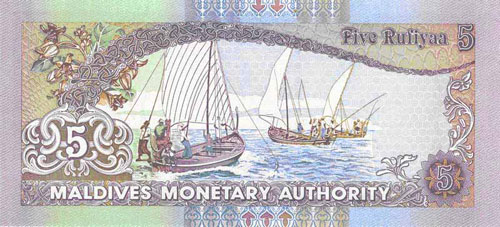 Five Rufiyaa 5
5
MALDIVES MONETARY AUTHORITY 5